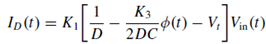 I_D(t) = K_1 [ 1/D − K_3/2DC φ(t) − V_t ] V_in(t)